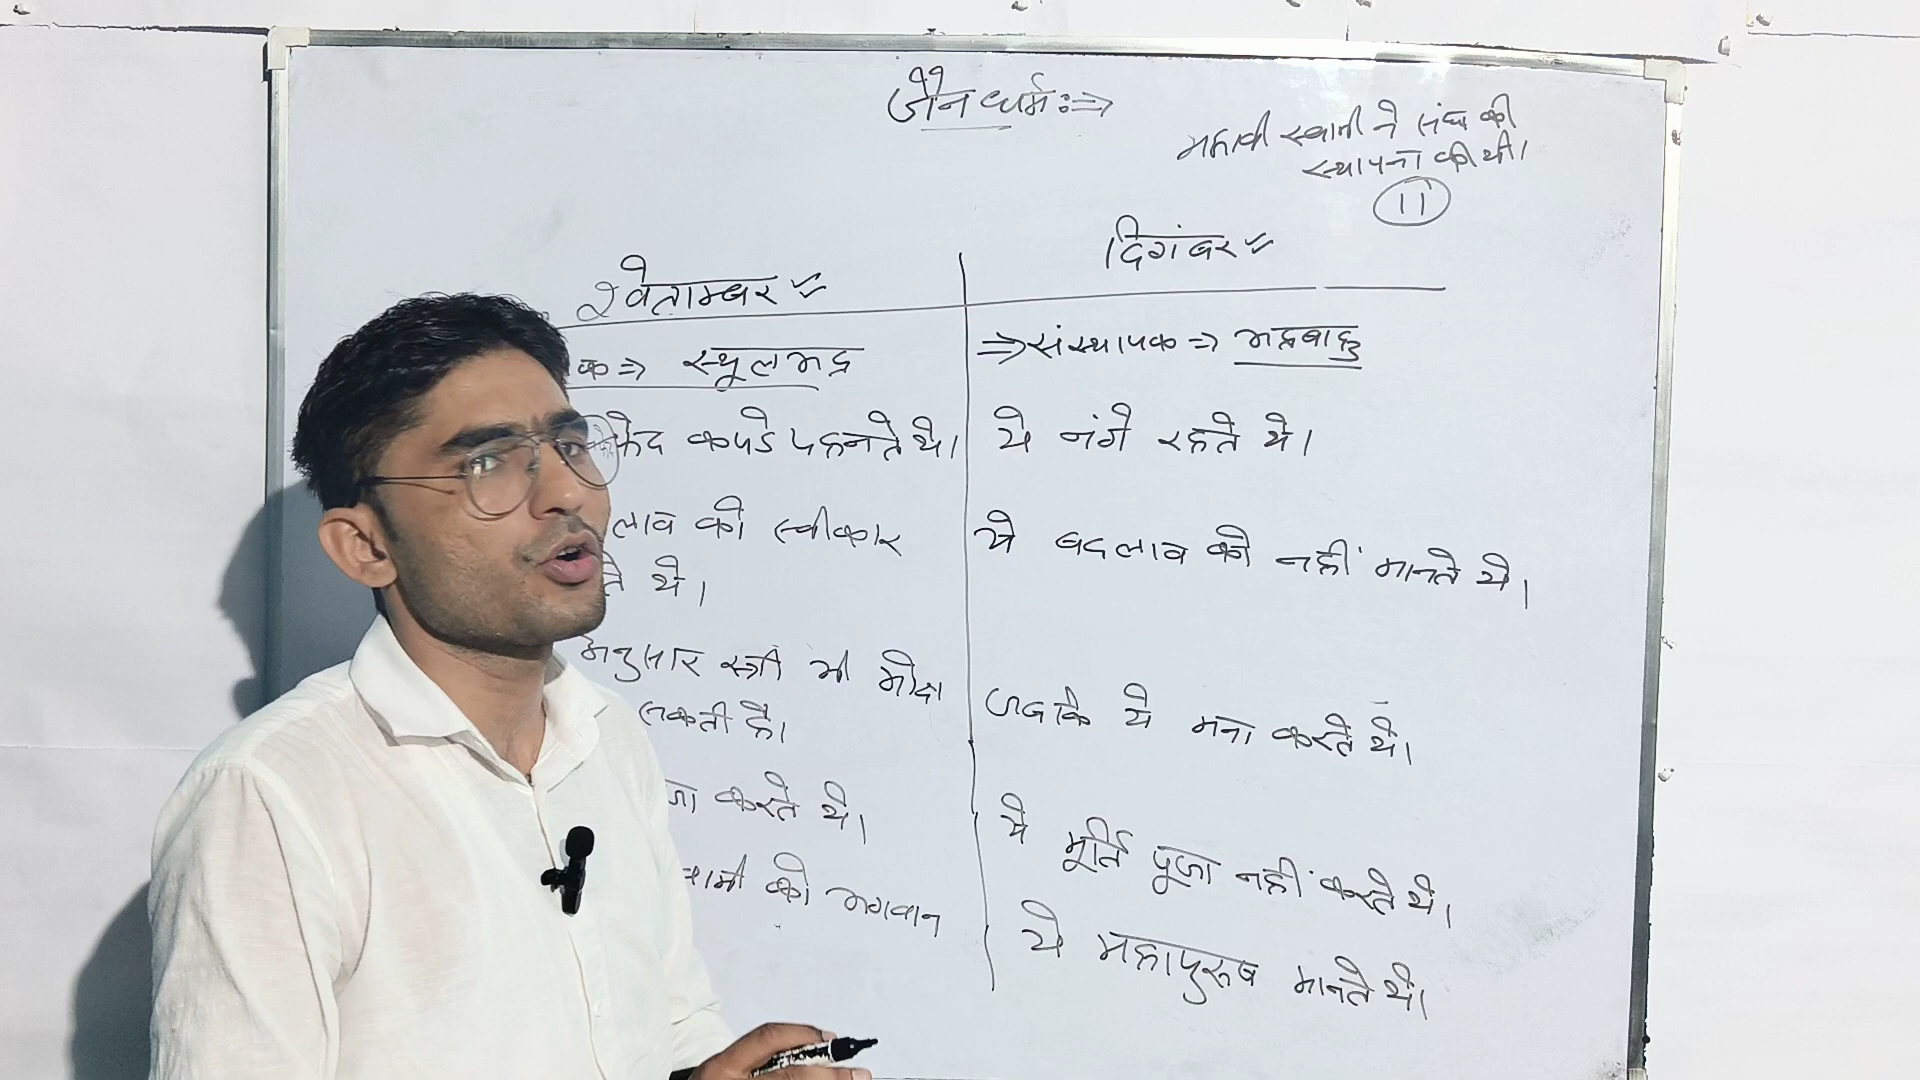 जैन धर्म :⇒
महावी स्वामी ने संघ की
स्थापना की थी।
11
श्वेताम्बर
दिगंबर
क ⇒ स्थूलभद्र
⇒ संस्थापक ⇒ भद्रबाहु
फेद कपडे पहनते थे।
ये नंगे रहते थे।
लाव को स्वीकार
ते थे।
ये बदलाव को नहीं मानते थे।
अनुसार स्त्री भी मोक्ष
सकती है।
जबकि ये मना करते थे।
जा करते थे।
ये मूर्ति पूजा नहीं करते थे।
वामी को भगवान
ये महापुरुष मानते थे।